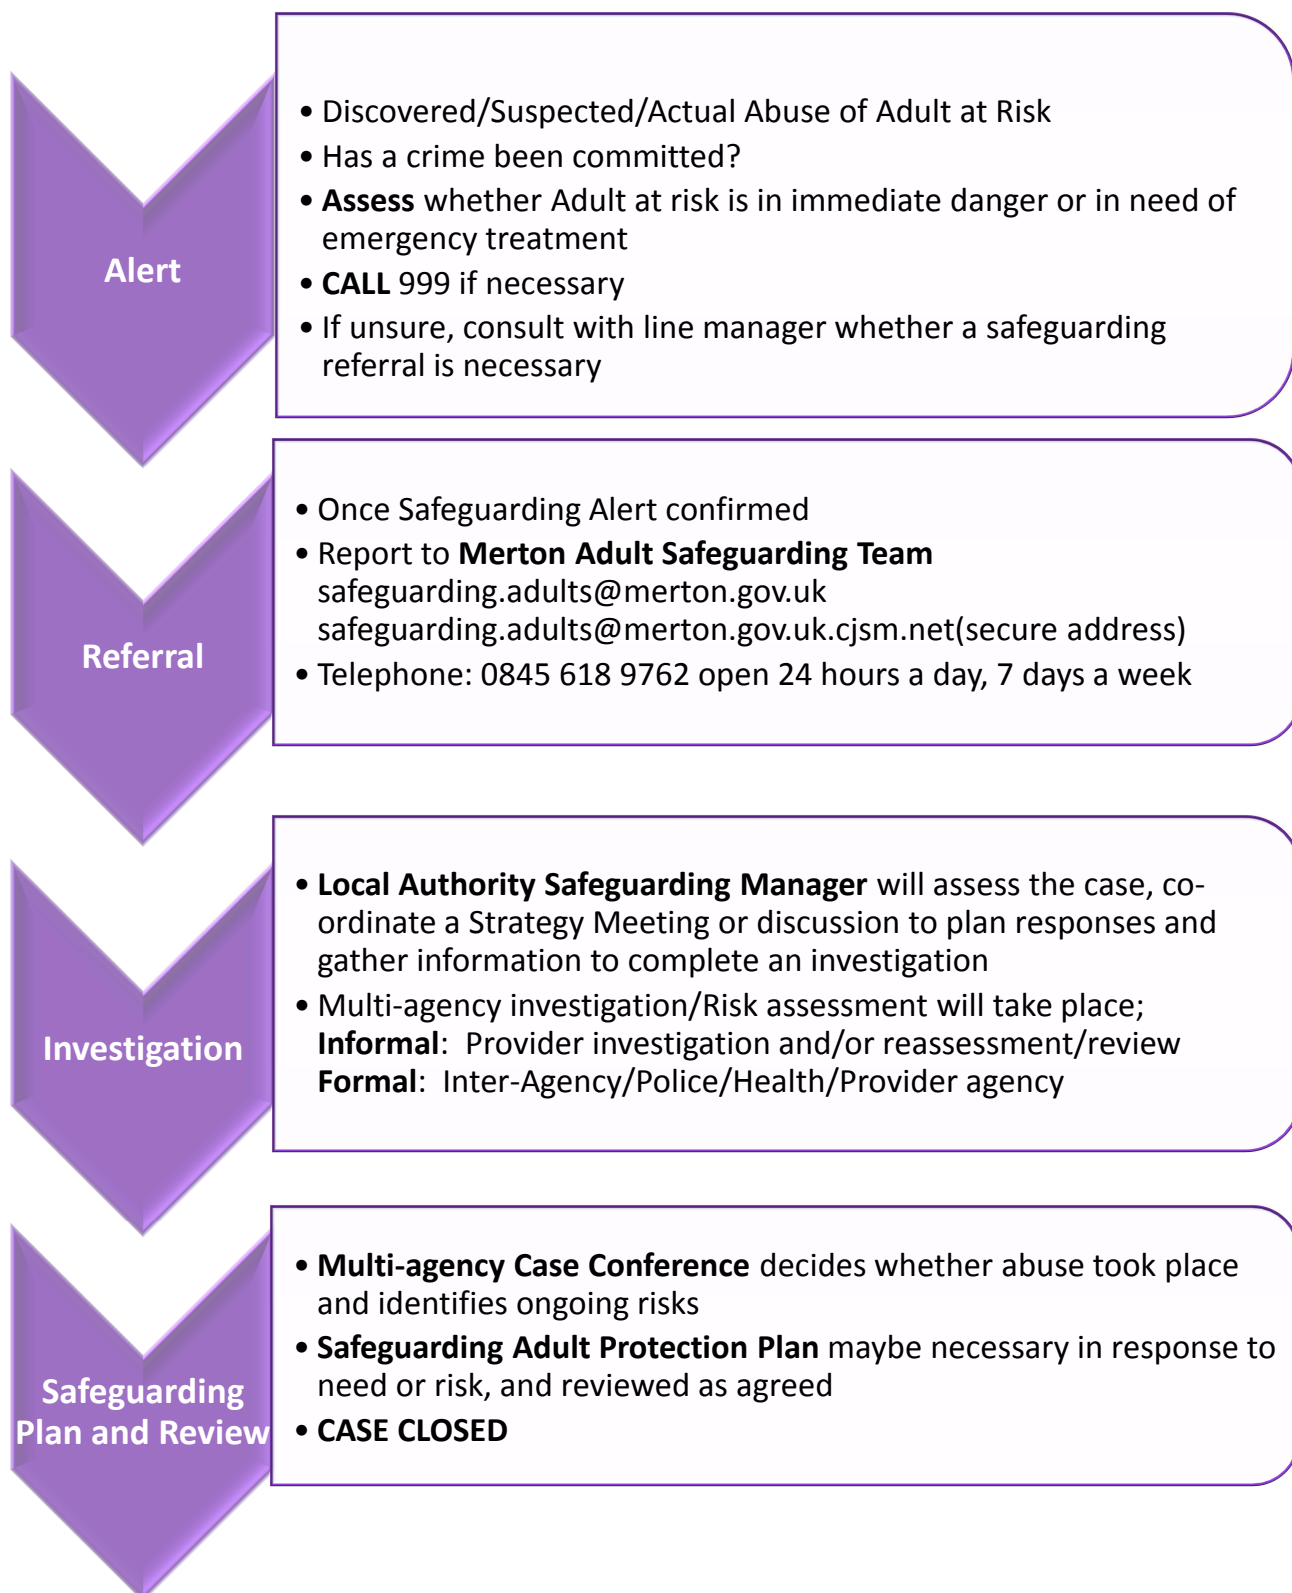 Alert
• Discovered/Suspected/Actual Abuse of Adult at Risk
• Has a crime been committed?
• Assess whether Adult at risk is in immediate danger or in need of
emergency treatment
• CALL 999 if necessary
• If unsure, consult with line manager whether a safeguarding
referral is necessary
Referral
• Once Safeguarding Alert confirmed
• Report to Merton Adult Safeguarding Team
safeguarding.adults@merton.gov.uk
safeguarding.adults@merton.gov.uk.cjsm.net(secure address)
• Telephone: 0845 618 9762 open 24 hours a day, 7 days a week
Investigation
• Local Authority Safeguarding Manager will assess the case, co-
ordinate a Strategy Meeting or discussion to plan responses and
gather information to complete an investigation
• Multi-agency investigation/Risk assessment will take place;
Informal:  Provider investigation and/or reassessment/review
Formal:  Inter-Agency/Police/Health/Provider agency
Safeguarding
Plan and Review
• Multi-agency Case Conference decides whether abuse took place
and identifies ongoing risks
• Safeguarding Adult Protection Plan maybe necessary in response to
need or risk, and reviewed as agreed
• CASE CLOSED